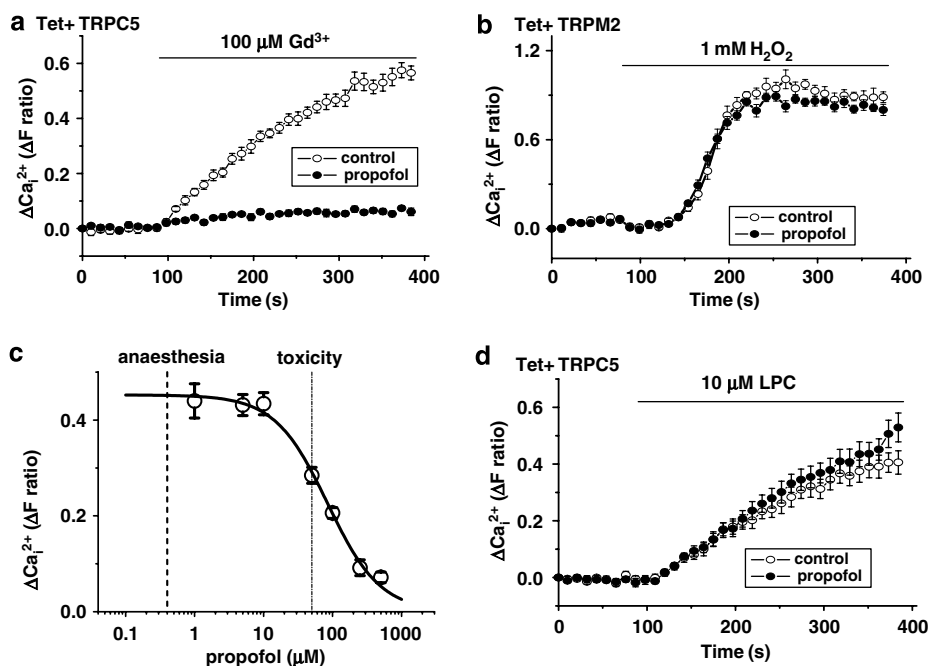 a
Tet+ TRPC5
100 µM Gd³⁺
ΔCaᵢ²⁺ (ΔF ratio)
0.6
0.4
0.2
0.0
control
propofol
0 100 200 300 400
Time (s)
b
Tet+ TRPM2
1 mM H₂O₂
ΔCaᵢ²⁺ (ΔF ratio)
1.2
0.6
0.0
control
propofol
0 100 200 300 400
Time (s)
c
anaesthesia toxicity
ΔCaᵢ²⁺ (ΔF ratio)
0.4
0.2
0.0
0.1 1 10 100 1000
propofol (µM)
d
Tet+ TRPC5
10 µM LPC
ΔCaᵢ²⁺ (ΔF ratio)
0.6
0.4
0.2
0.0
control
propofol
0 100 200 300 400
Time (s)